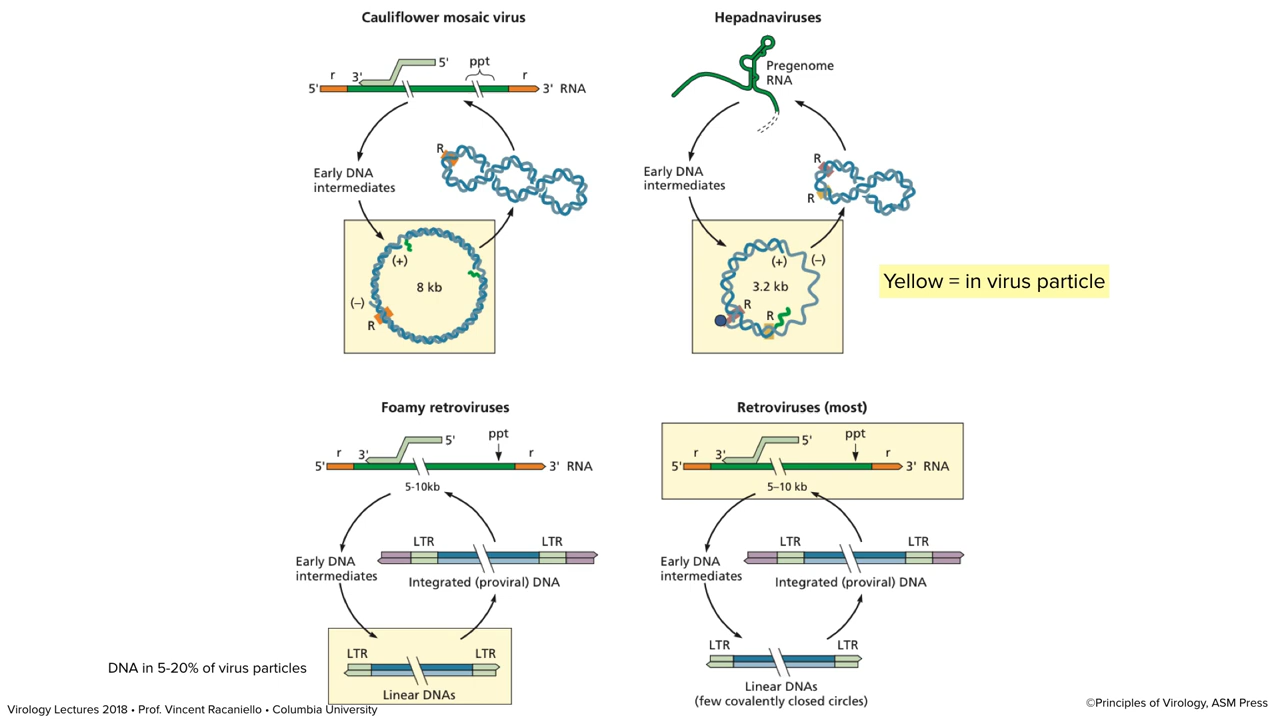 Cauliflower mosaic virus
r
3'
5'
ppt
r
5'
3' RNA
R
Early DNA
intermediates
(+)
8 kb
(–)
R
Hepadnaviruses
Pregenome
RNA
R
R
Early DNA
intermediates
(+)
(–)
3.2 kb
R
R
Yellow = in virus particle
Foamy retroviruses
r
3'
5'
ppt
r
5'
3' RNA
5-10kb
LTR
LTR
Early DNA
intermediates
Integrated (proviral) DNA
LTR
LTR
Linear DNAs
DNA in 5-20% of virus particles
Retroviruses (most)
r
3'
5'
ppt
r
5'
3' RNA
5–10 kb
LTR
LTR
Early DNA
intermediates
Integrated (proviral) DNA
LTR
LTR
Linear DNAs
(few covalently closed circles)
Virology Lectures 2018 • Prof. Vincent Racaniello • Columbia University
©Principles of Virology, ASM Press